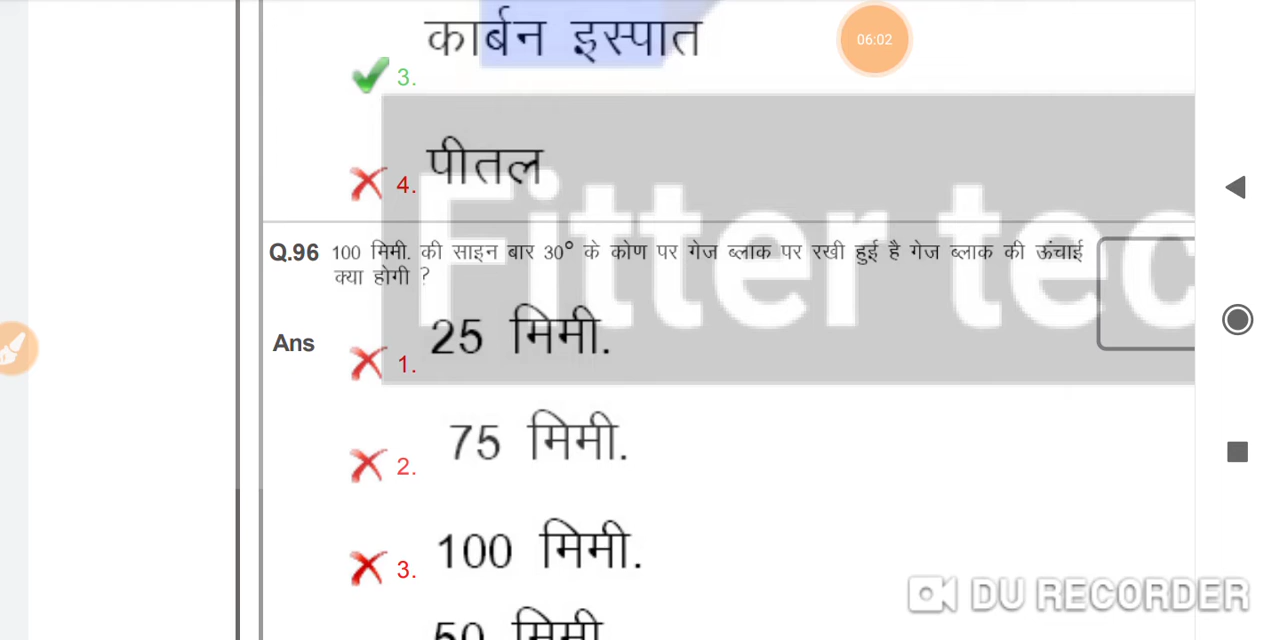 कार्बन इस्पात
3.
06:02
पीतल
4.
Fitter tec
Q.96 100 मिमी. की साइन बार 30° के कोण पर गेज ब्लाक पर रखी हुई है गेज ब्लाक की ऊंचाई
क्या होगी ?
Ans
25 मिमी.
1.
75 मिमी.
2.
100 मिमी.
3.
50 मिमी
DU RECORDER